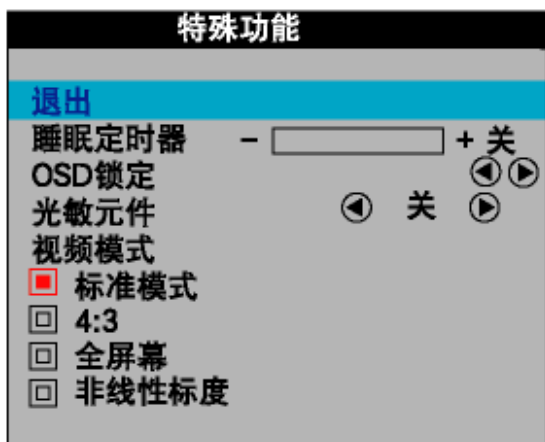 特殊功能
退出
睡眠定时器 - + 关
OSD锁定
光敏元件 关
视频模式
标准模式
4:3
全屏幕
非线性标度